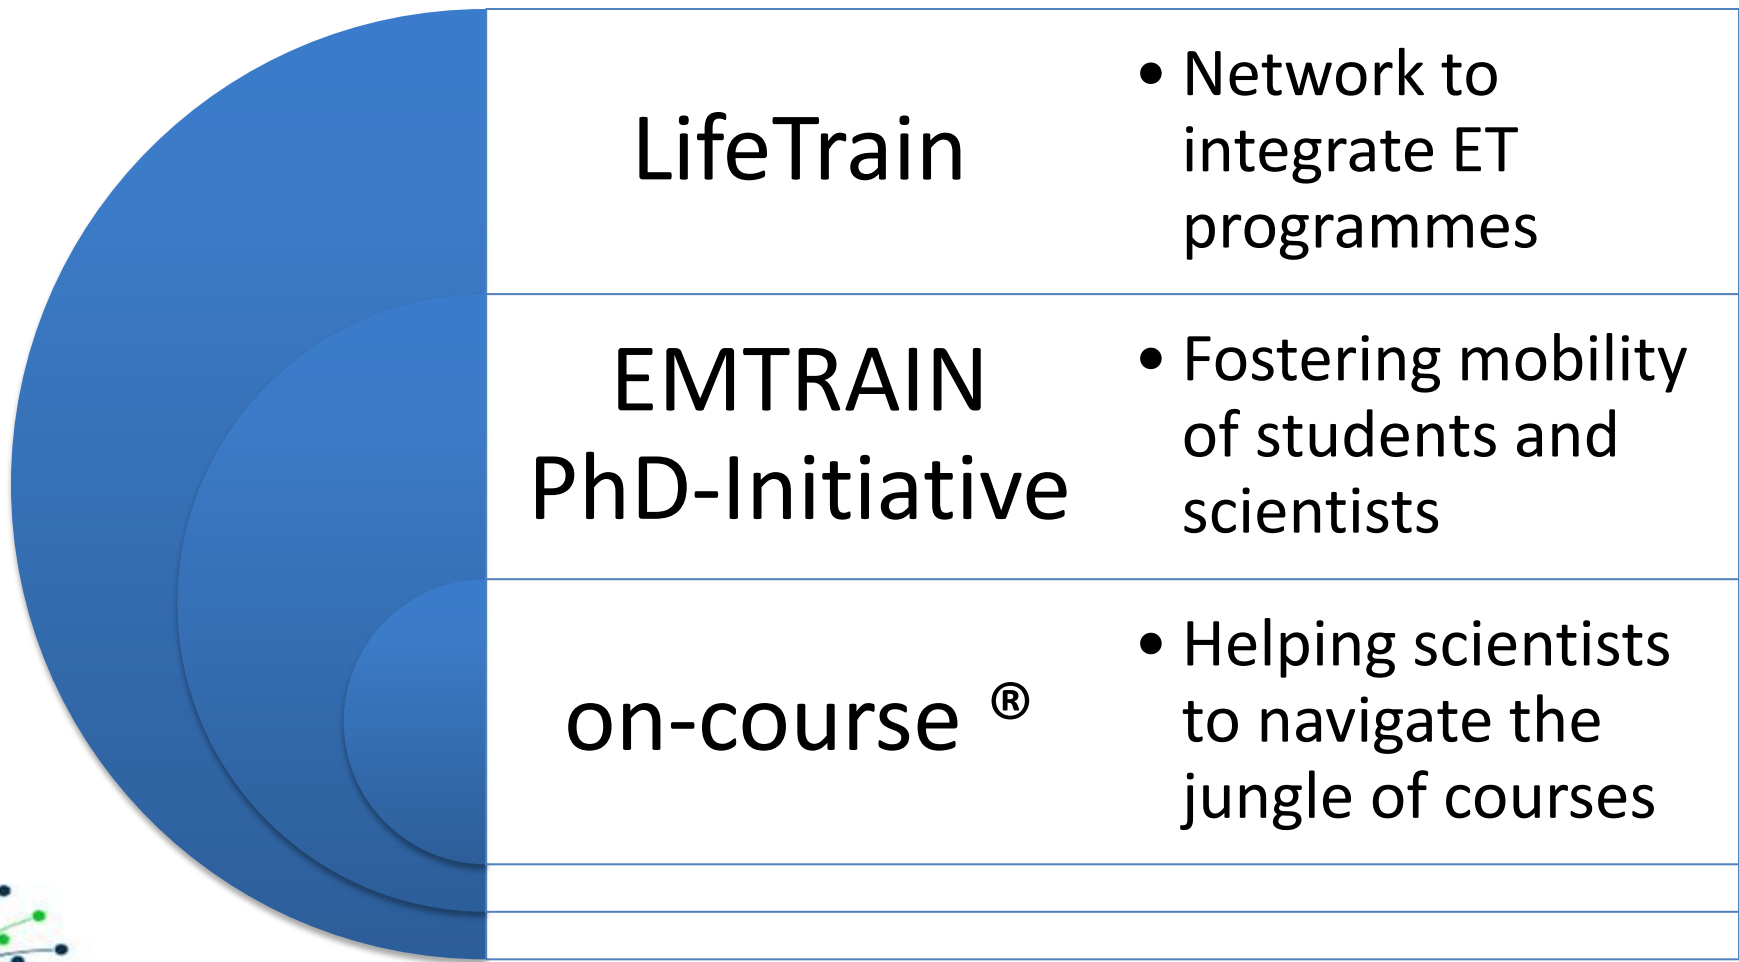 LifeTrain
• Network to
integrate ET
programmes
EMTRAIN
PhD-Initiative
• Fostering mobility
of students and
scientists
on-course ®
• Helping scientists
to navigate the
jungle of courses